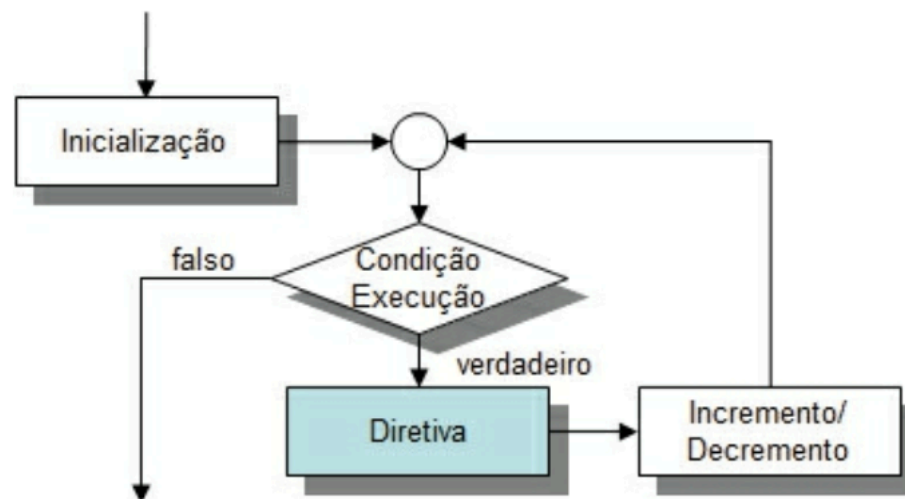 Inicialização
falso
Condição
Execução
verdadeiro
Diretiva
Incremento/
Decremento